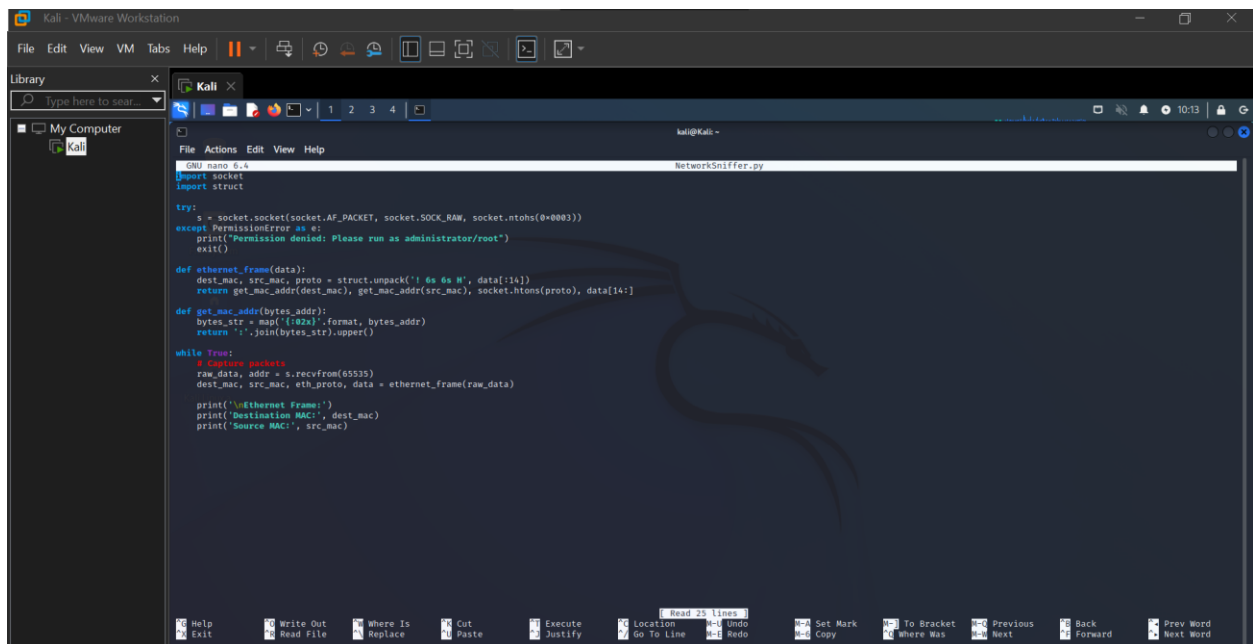 Kali - VMware Workstation
File Edit View VM Tabs Help
Library
Type here to sear...
My Computer
Kali
Kali
1 2 3 4
10:13
kali@Kali: ~
File Actions Edit View Help
GNU nano 6.4 NetworkSniffer.py
import socket
import struct
try:
s = socket.socket(socket.AF_PACKET, socket.SOCK_RAW, socket.ntohs(0×0003))
except PermissionError as e:
print("Permission denied: Please run as administrator/root")
exit()
def ethernet_frame(data):
dest_mac, src_mac, proto = struct.unpack('! 6s 6s H', data[:14])
return get_mac_addr(dest_mac), get_mac_addr(src_mac), socket.htons(proto), data[14:]
def get_mac_addr(bytes_addr):
bytes_str = map('{:02x}'.format, bytes_addr)
return ':'.join(bytes_str).upper()
while True:
# Capture packets
raw_data, addr = s.recvfrom(65535)
dest_mac, src_mac, eth_proto, data = ethernet_frame(raw_data)
print('\nEthernet Frame:')
print('Destination MAC:', dest_mac)
print('Source MAC:', src_mac)
[ Read 25 lines ]
^G Help ^O Write Out ^W Where Is ^K Cut ^T Execute ^C Location M-U Undo M-A Set Mark M-] To Bracket M-Q Previous ^B Back ^◂ Prev Word
^X Exit ^R Read File ^\ Replace ^U Paste ^J Justify ^/ Go To Line M-E Redo M-6 Copy ^Q Where Was M-W Next ^F Forward ^▸ Next Word